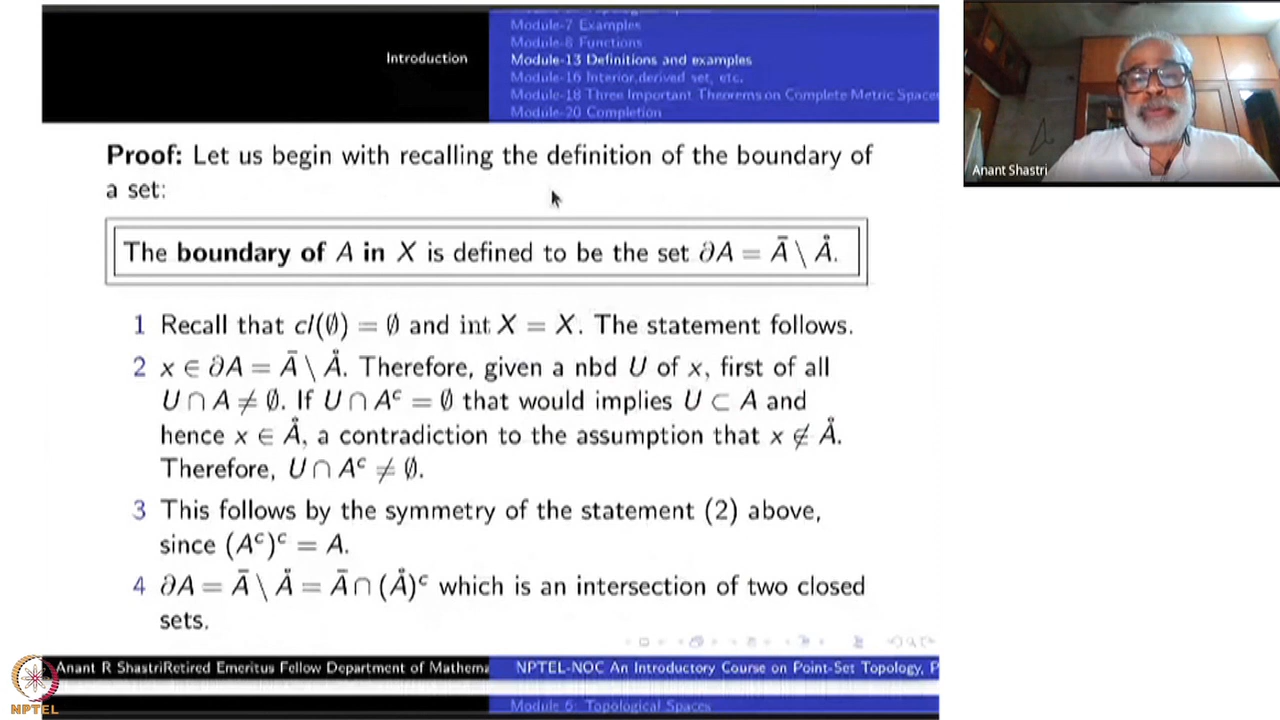 Module-7 Examples
Introduction
Module-8 Functions
Module-13 Definitions and examples
Module-16 Interior,derived set, etc.
Module-18 Three Important Theorems on Complete Metric Spaces
Module-20 Completion
Anant Shastri
Proof: Let us begin with recalling the definition of the boundary of
a set:
The boundary of A in X is defined to be the set ∂A = Ā \ Å.
1 Recall that cl(∅) = ∅ and int X = X. The statement follows.
2 x ∈ ∂A = Ā \ Å. Therefore, given a nbd U of x, first of all
U ∩ A ≠ ∅. If U ∩ Aᶜ = ∅ that would implies U ⊂ A and
hence x ∈ Å, a contradiction to the assumption that x ∉ Å.
Therefore, U ∩ Aᶜ ≠ ∅.
3 This follows by the symmetry of the statement (2) above,
since (Aᶜ)ᶜ = A.
4 ∂A = Ā \ Å = Ā ∩ (Å)ᶜ which is an intersection of two closed
sets.
Anant R ShastriRetired Emeritus Fellow Department of Mathema
NPTEL-NOC An Introductory Course on Point-Set Topology, P
NPTEL
Module 6: Topological Spaces